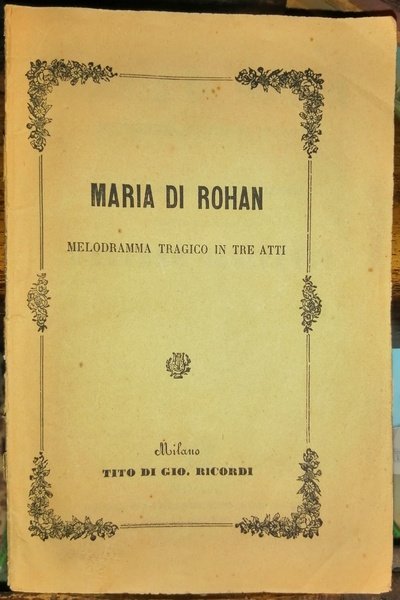 MARIA DI ROHAN
MELODRAMMA TRAGICO IN TRE ATTI
Milano
TITO DI GIO. RICORDI